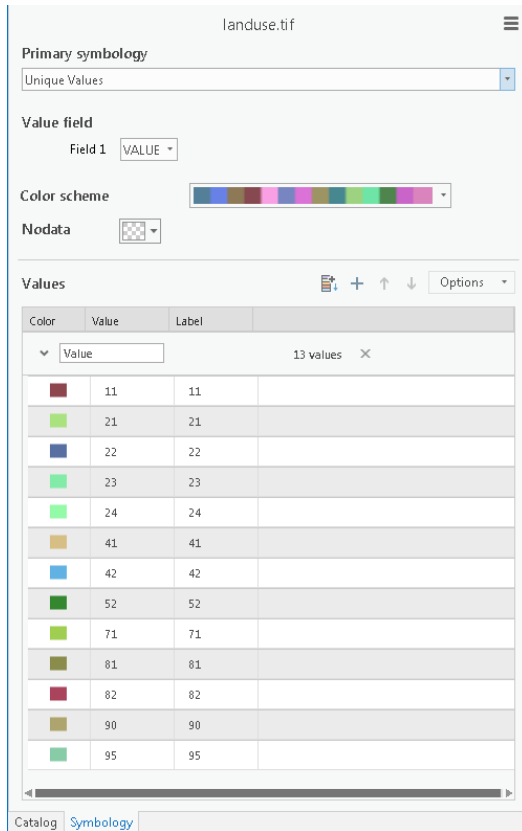 landuse.tif
Primary symbology
Unique Values
Value field
Field 1 VALUE
Color scheme
Nodata
Values Options
Color Value Label
Value 13 values
11 11
21 21
22 22
23 23
24 24
41 41
42 42
52 52
71 71
81 81
82 82
90 90
95 95
Catalog Symbology